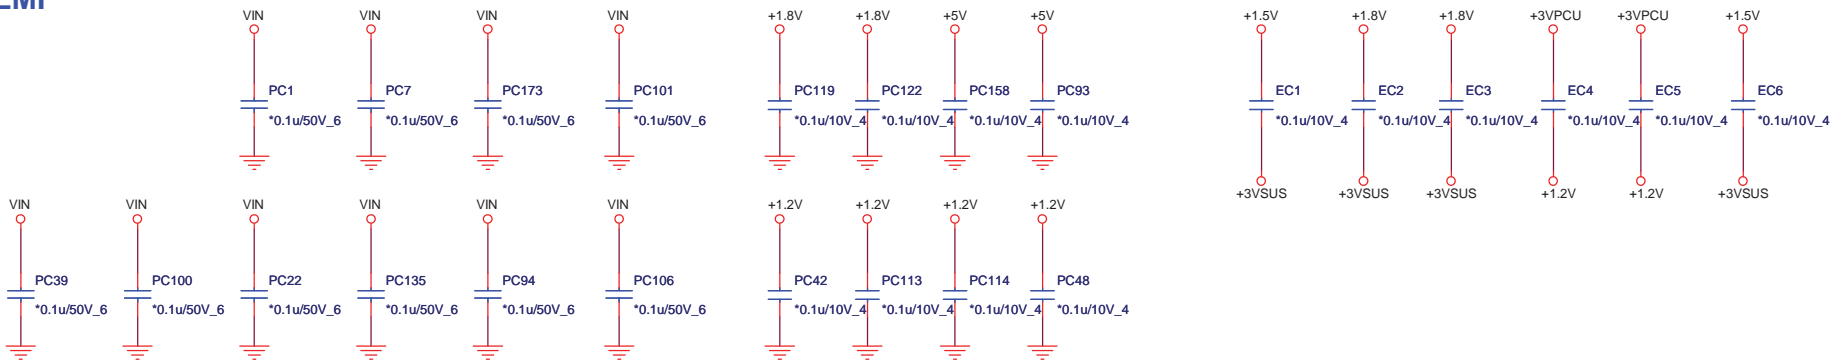 EMI
VIN VIN VIN VIN +1.8V +1.8V +5V +5V +1.5V +1.8V +1.8V +3VPCU +3VPCU +1.5V
PC1 PC7 PC173 PC101 PC119 PC122 PC158 PC93 EC1 EC2 EC3 EC4 EC5 EC6
*0.1u/50V_6 *0.1u/50V_6 *0.1u/50V_6 *0.1u/50V_6 *0.1u/10V_4 *0.1u/10V_4 *0.1u/10V_4 *0.1u/10V_4 *0.1u/10V_4 *0.1u/10V_4 *0.1u/10V_4 *0.1u/10V_4 *0.1u/10V_4 *0.1u/10V_4
+3VSUS +3VSUS +3VSUS +1.2V +1.2V +3VSUS
VIN VIN VIN VIN VIN VIN +1.2V +1.2V +1.2V +1.2V
PC39 PC100 PC22 PC135 PC94 PC106 PC42 PC113 PC114 PC48
*0.1u/50V_6 *0.1u/50V_6 *0.1u/50V_6 *0.1u/50V_6 *0.1u/50V_6 *0.1u/50V_6 *0.1u/10V_4 *0.1u/10V_4 *0.1u/10V_4 *0.1u/10V_4